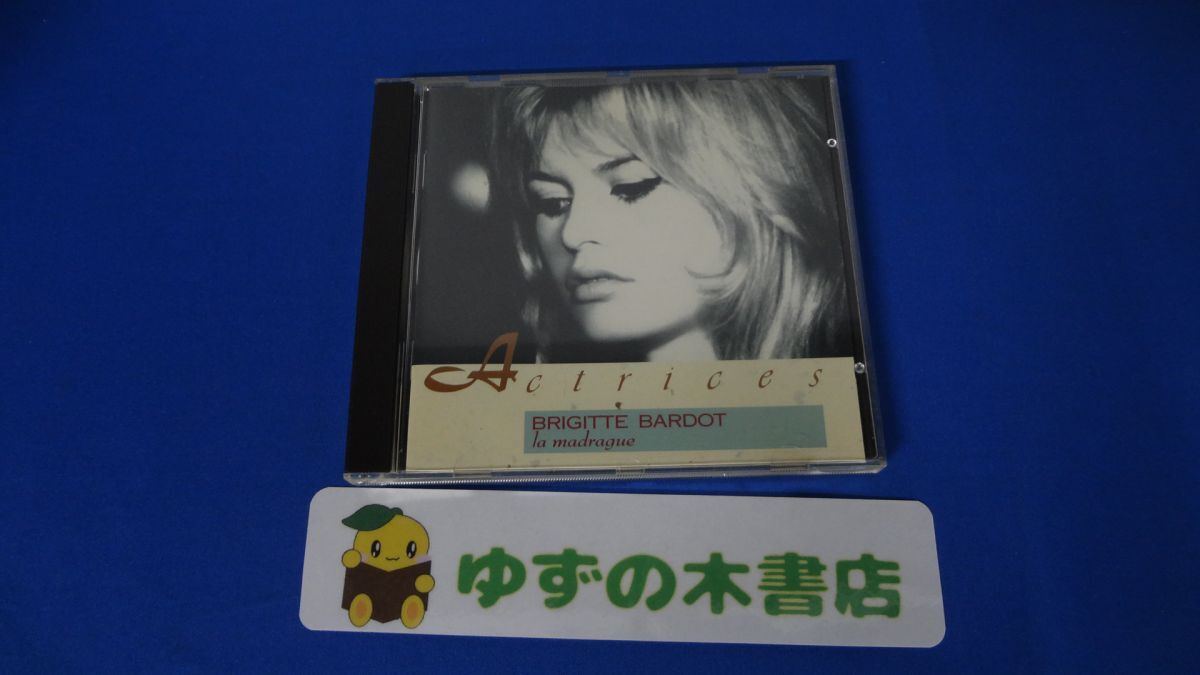 Actrices
BRIGITTE BARDOT
la madrague
ゆずの木書店